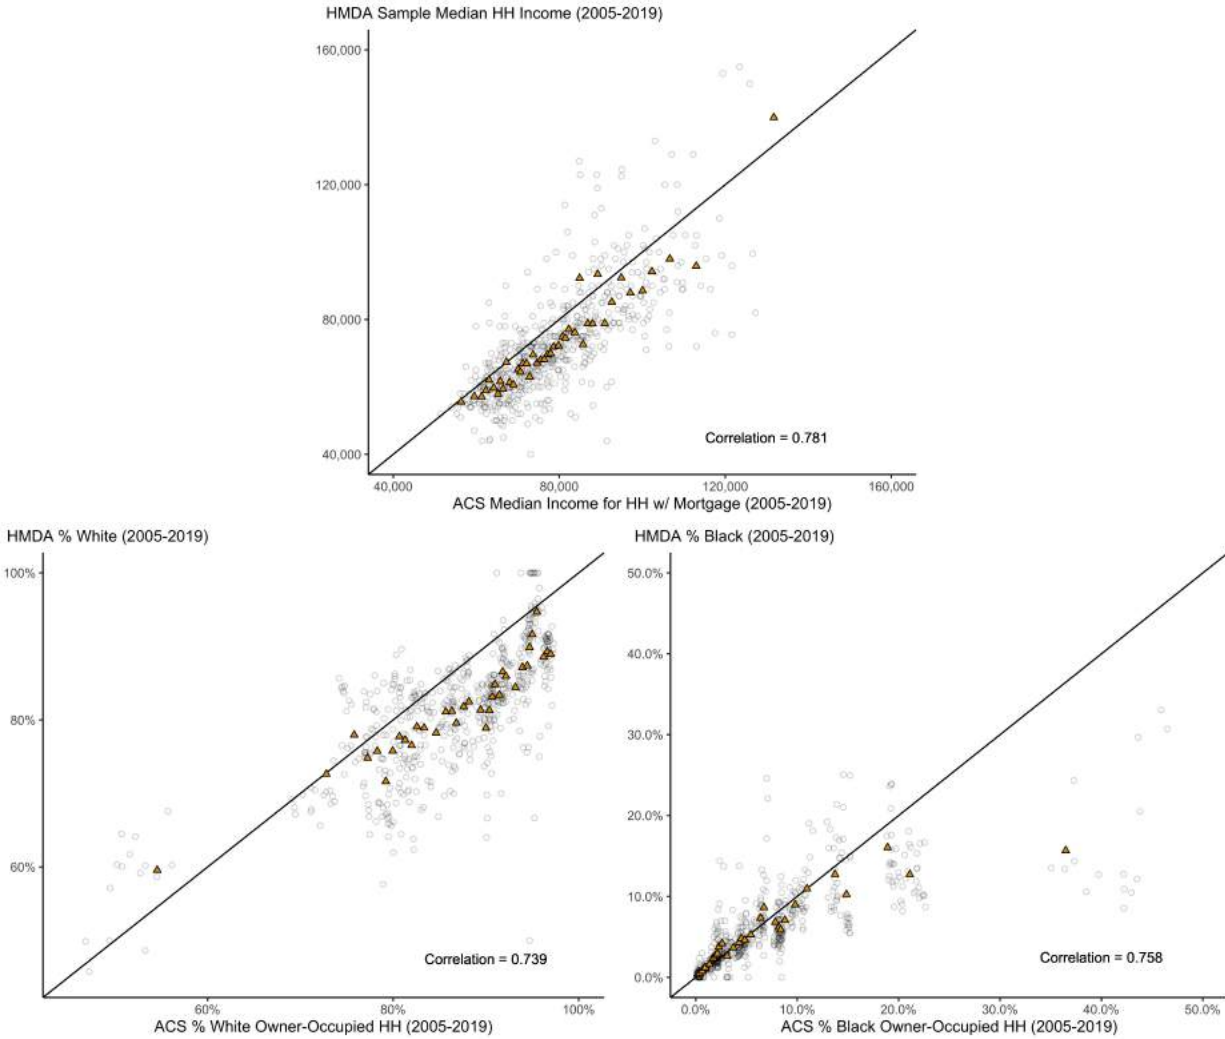 HMDA Sample Median HH Income (2005-2019)
160,000
120,000
80,000
40,000
Correlation = 0.781
40,000 80,000 120,000 160,000
ACS Median Income for HH w/ Mortgage (2005-2019)
HMDA % White (2005-2019)
100%
80%
60%
Correlation = 0.739
60% 80% 100%
ACS % White Owner-Occupied HH (2005-2019)
HMDA % Black (2005-2019)
50.0%
40.0%
30.0%
20.0%
10.0%
0.0%
Correlation = 0.758
0.0% 10.0% 20.0% 30.0% 40.0% 50.0%
ACS % Black Owner-Occupied HH (2005-2019)